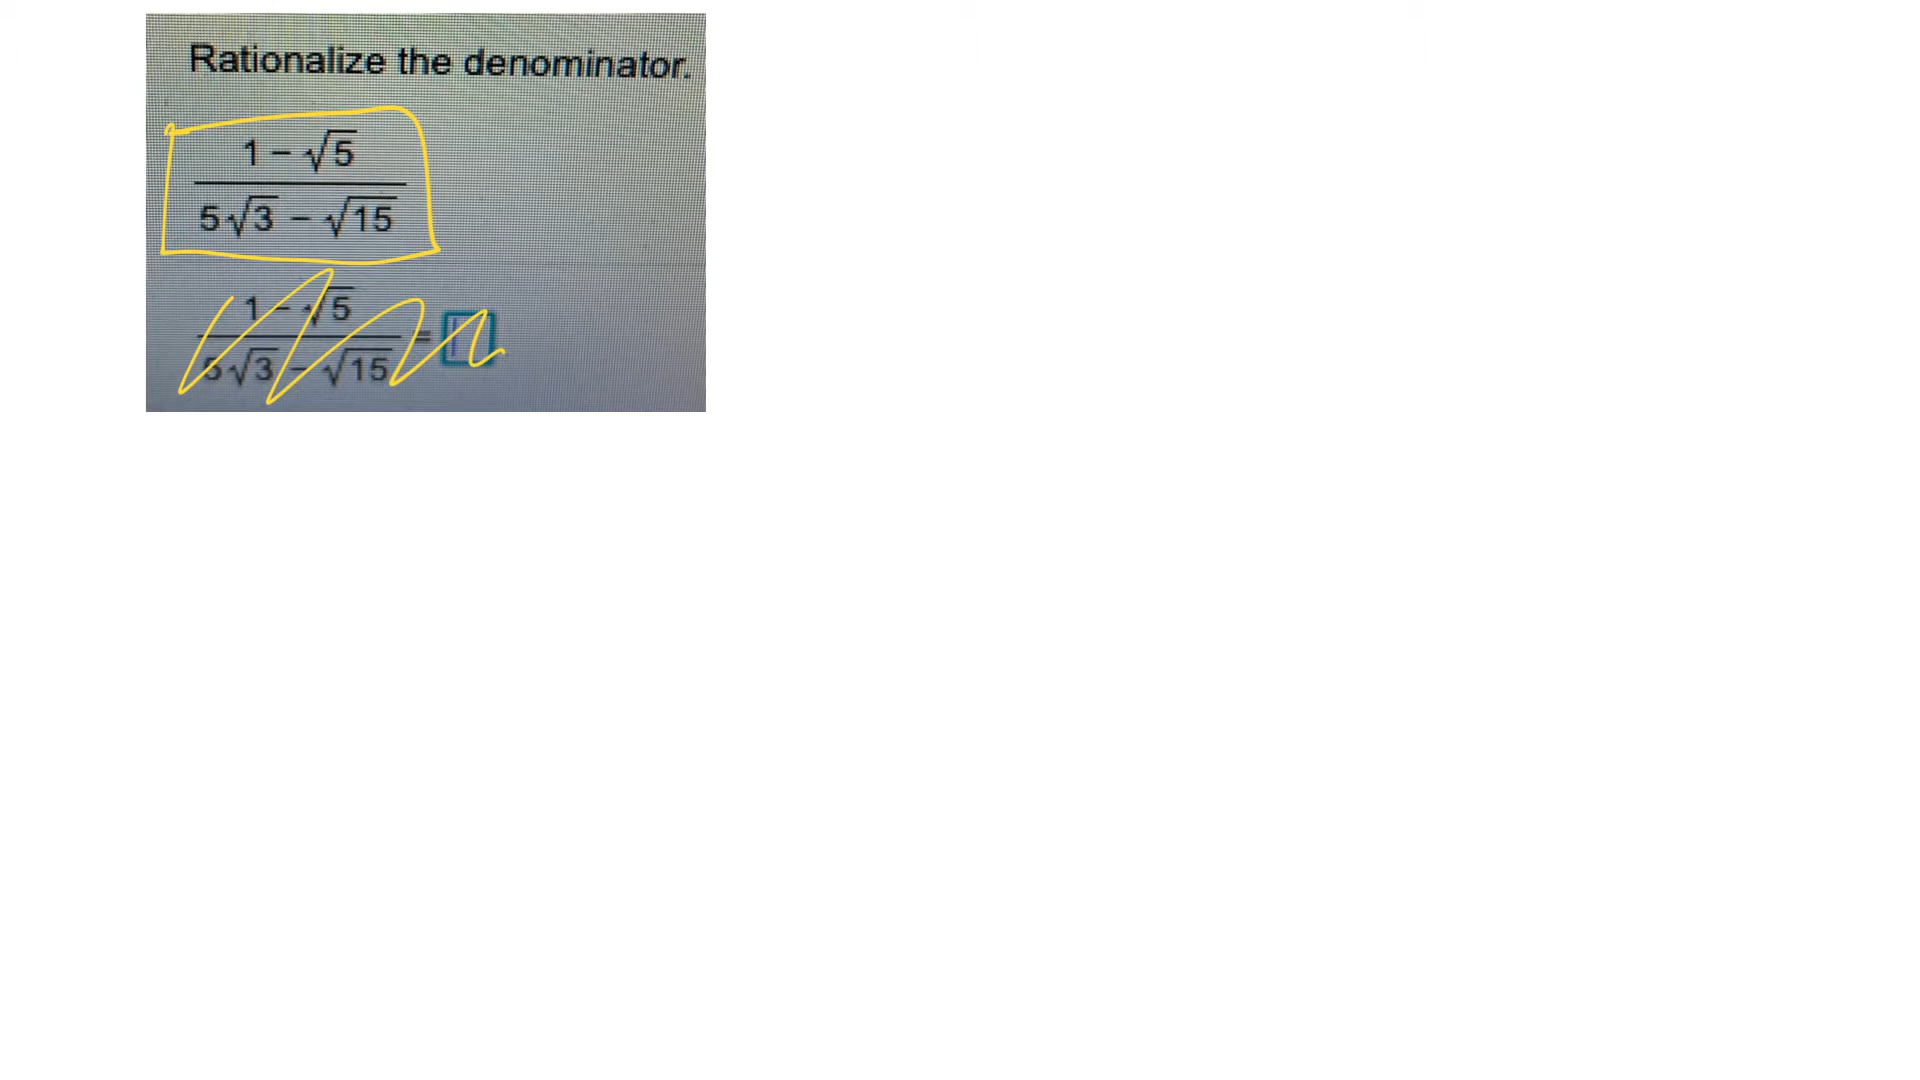 Rationalize the denominator.
1 - √5
5√3 - √15
1 - √5
5√3 - √15
=